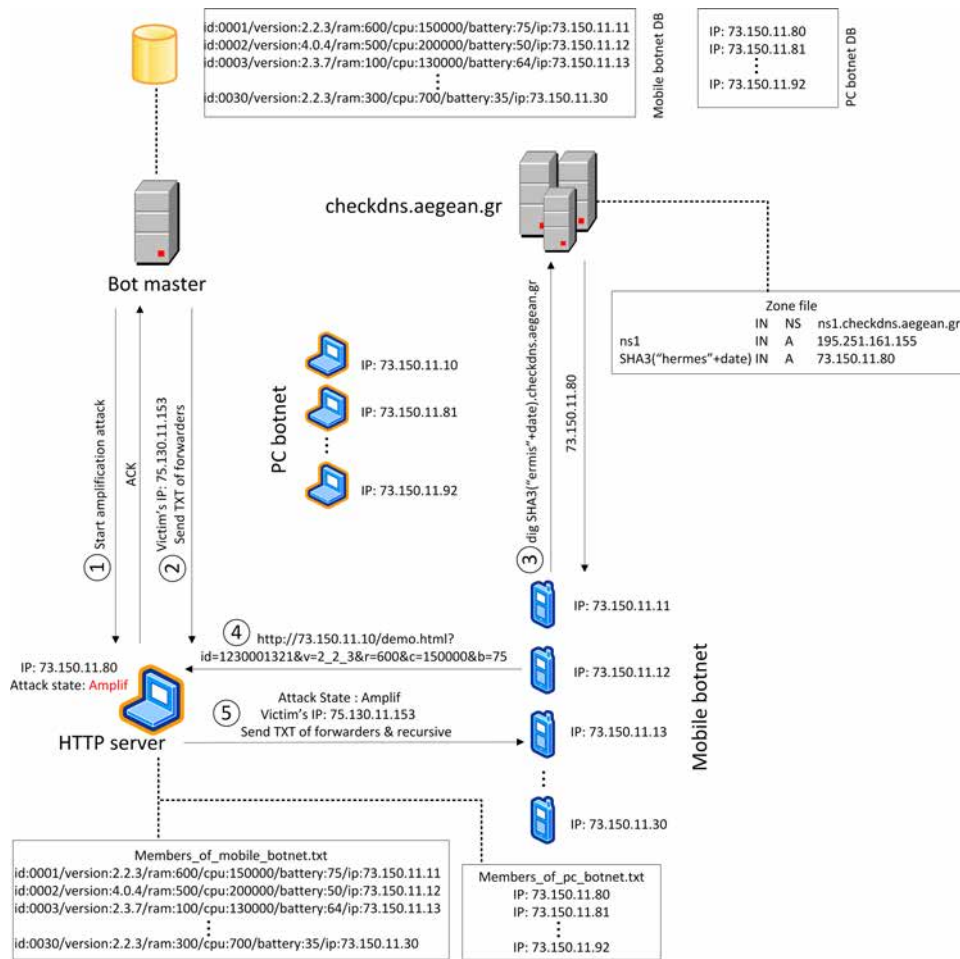 id:0001/version:2.2.3/ram:600/cpu:150000/battery:75/ip:73.150.11.11
id:0002/version:4.0.4/ram:500/cpu:200000/battery:50/ip:73.150.11.12
id:0003/version:2.3.7/ram:100/cpu:130000/battery:64/ip:73.150.11.13
id:0030/version:2.2.3/ram:300/cpu:700/battery:35/ip:73.150.11.30
Mobile botnet DB
IP: 73.150.11.80
IP: 73.150.11.81
IP: 73.150.11.92
PC botnet DB
Bot master
checkdns.aegean.gr
Zone file
IN NS ns1.checkdns.aegean.gr
ns1 IN A 195.251.161.155
SHA3("hermes"+date) IN A 73.150.11.80
1 Start amplification attack
ACK
2 Victim's IP: 75.130.11.153
Send TXT of forwarders
PC botnet
IP: 73.150.11.10
IP: 73.150.11.81
IP: 73.150.11.92
3 dig SHA3("ermis"+date).checkdns.aegean.gr
73.150.11.80
4 http://73.150.11.10/demo.html?
id=1230001321&v=2_2_3&r=600&c=150000&b=75
IP: 73.150.11.11
IP: 73.150.11.12
IP: 73.150.11.13
IP: 73.150.11.30
Mobile botnet
IP: 73.150.11.80
Attack state: Amplif
HTTP server
5 Attack State : Amplif
Victim's IP: 75.130.11.153
Send TXT of forwarders & recursive
Members_of_mobile_botnet.txt
id:0001/version:2.2.3/ram:600/cpu:150000/battery:75/ip:73.150.11.11
id:0002/version:4.0.4/ram:500/cpu:200000/battery:50/ip:73.150.11.12
id:0003/version:2.3.7/ram:100/cpu:130000/battery:64/ip:73.150.11.13
id:0030/version:2.2.3/ram:300/cpu:700/battery:35/ip:73.150.11.30
Members_of_pc_botnet.txt
IP: 73.150.11.80
IP: 73.150.11.81
IP: 73.150.11.92